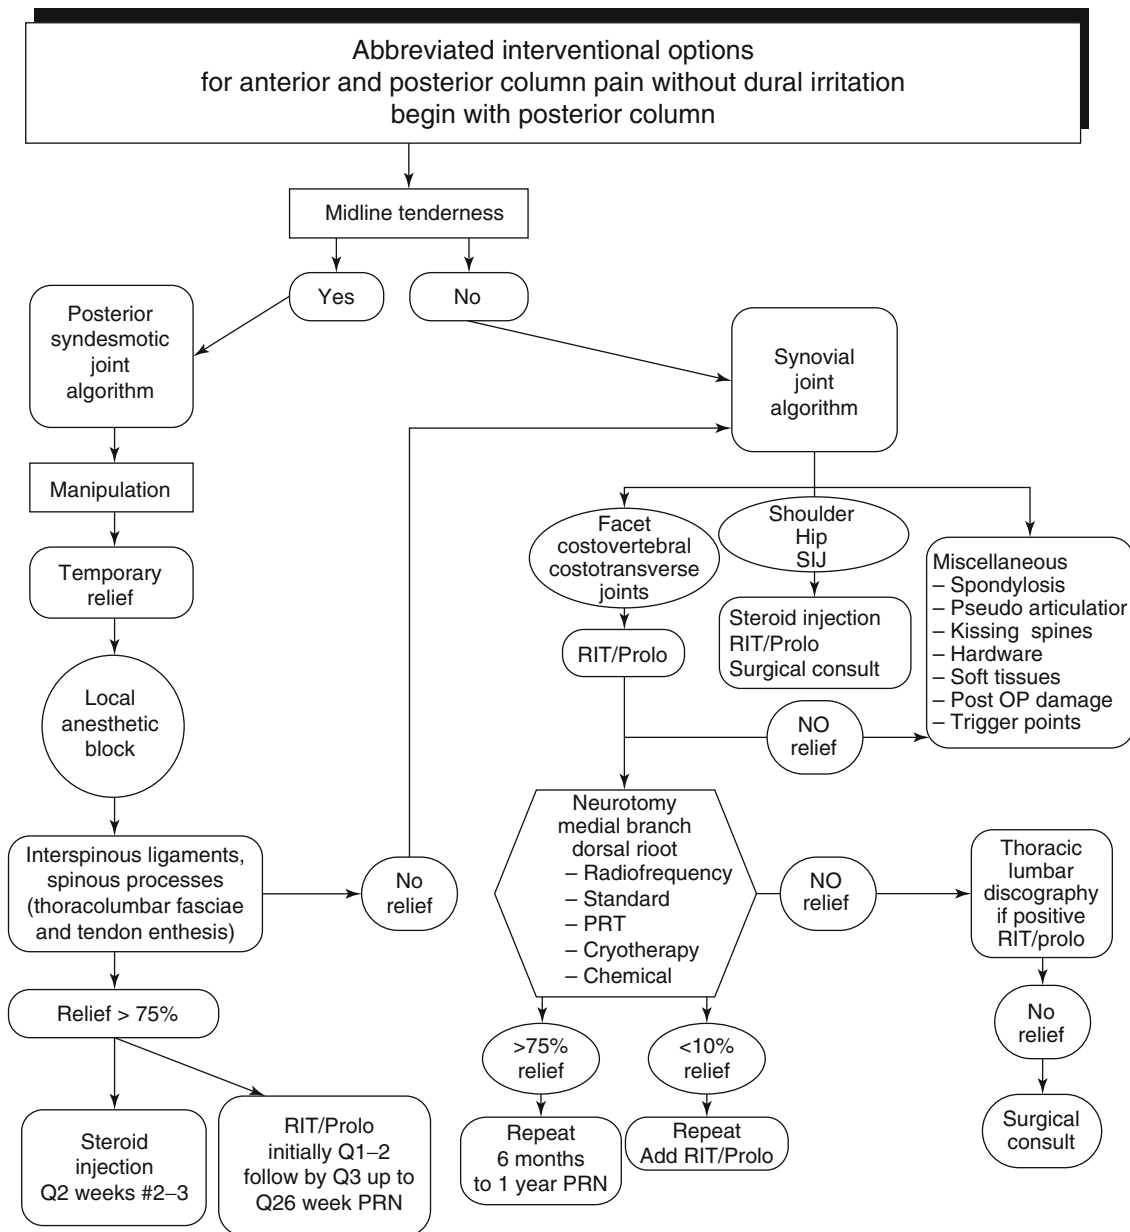 Abbreviated interventional options
for anterior and posterior column pain without dural irritation
begin with posterior column
Midline tenderness
Yes
No
Posterior
syndesmotic
joint
algorithm
Synovial
joint
algorithm
Manipulation
Temporary
relief
Local
anesthetic
block
Interspinous ligaments,
spinous processes
(thoracolumbar fasciae
and tendon enthesis)
No
relief
Relief > 75%
Steroid
injection
Q2 weeks #2–3
RIT/Prolo
initially Q1–2
follow by Q3 up to
Q26 week PRN
Facet
costovertebral
costotransverse
joints
RIT/Prolo
Shoulder
Hip
SIJ
Steroid injection
RIT/Prolo
Surgical consult
Miscellaneous
– Spondylosis
– Pseudo articulatior
– Kissing spines
– Hardware
– Soft tissues
– Post OP damage
– Trigger points
NO
relief
Neurotomy
medial branch
dorsal rioot
– Radiofrequency
– Standard
– PRT
– Cryotherapy
– Chemical
NO
relief
Thoracic
lumbar
discography
if positive
RIT/prolo
No
relief
Surgical
consult
>75%
relief
<10%
relief
Repeat
6 months
to 1 year PRN
Repeat
Add RIT/Prolo